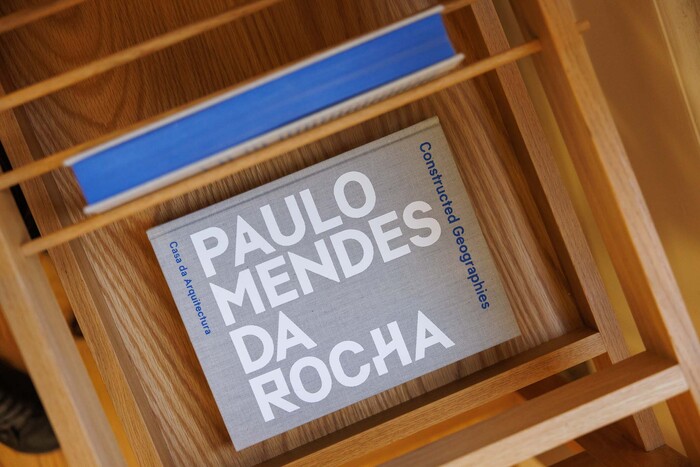 Casa da Arquitectura
PAULO
MENDES
DA
ROCHA
Constructed Geographies